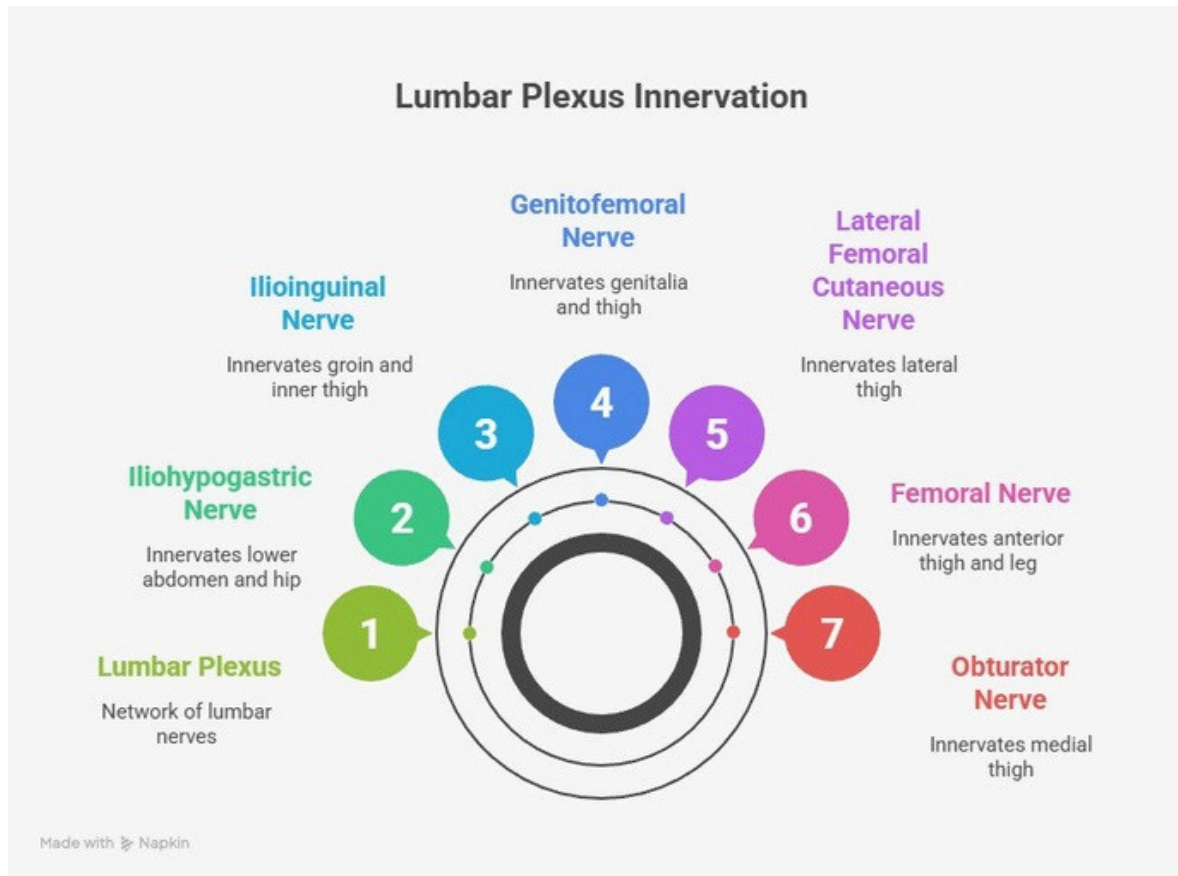 Lumbar Plexus Innervation
1
Lumbar Plexus
Network of lumbar
nerves
2
Iliohypogastric
Nerve
Innervates lower
abdomen and hip
3
Ilioinguinal
Nerve
Innervates groin and
inner thigh
4
Genitofemoral
Nerve
Innervates genitalia
and thigh
5
Lateral
Femoral
Cutaneous
Nerve
Innervates lateral
thigh
6
Femoral Nerve
Innervates anterior
thigh and leg
7
Obturator
Nerve
Innervates medial
thigh
Made with Napkin